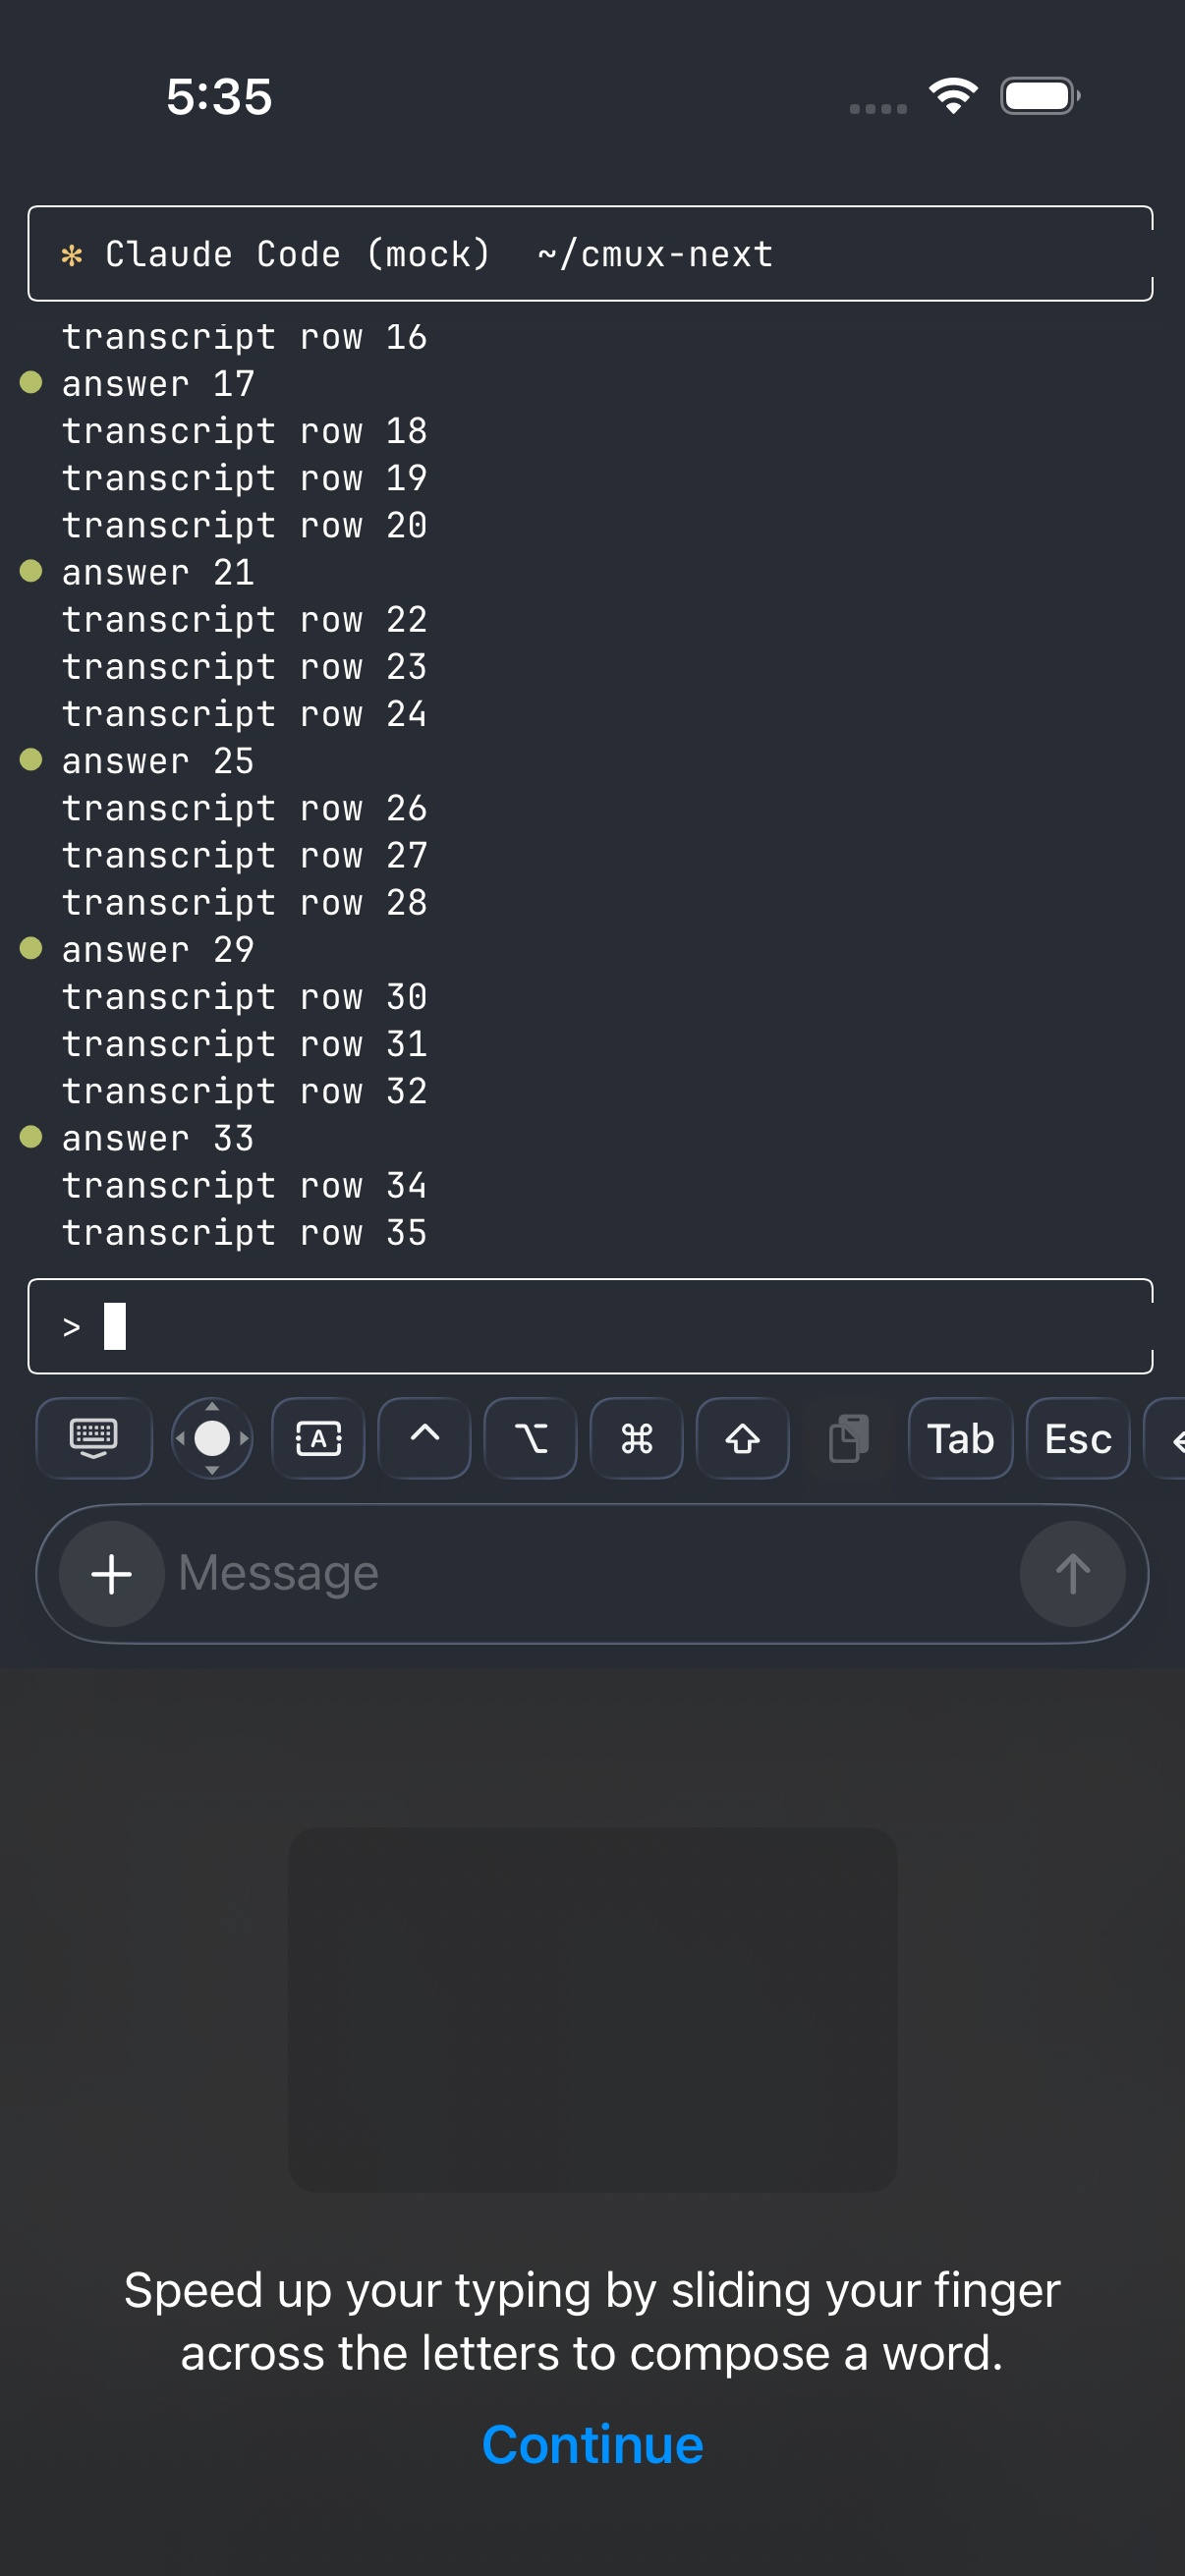 5:35
✻ Claude Code (mock)  ~/cmux-next
transcript row 16
● answer 17
transcript row 18
transcript row 19
transcript row 20
● answer 21
transcript row 22
transcript row 23
transcript row 24
● answer 25
transcript row 26
transcript row 27
transcript row 28
● answer 29
transcript row 30
transcript row 31
transcript row 32
● answer 33
transcript row 34
transcript row 35
>
A ^ ⌥ ⌘ ⇧ Tab Esc
+ Message ↑
Speed up your typing by sliding your finger
across the letters to compose a word.
Continue